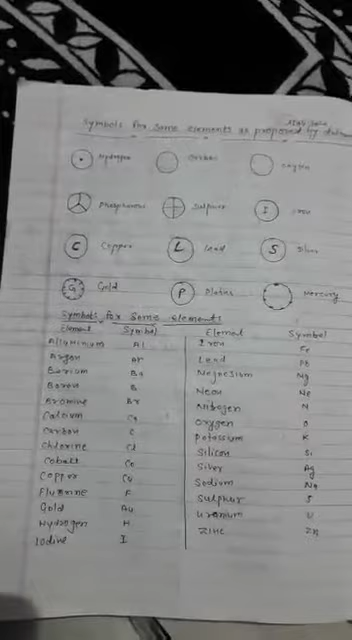 Symbols for some elements as proposed by
Hydrogen Carbon Oxygen
Phosphorus Sulphur I Iron
C Copper L Lead S Silver
G Gold P Platina Mercury
Symbols for some elements
Element Symbol Element Symbol
Alluminium Al Iron Fe
Argon Ar Lead Pb
Barium Ba Megnesium Mg
Boron B Neon Ne
Bromine Br Nitrogen N
Calcium Ca Oxygen O
Carbon C Potassium K
Chlorine Cl Silicon Si
Cobalt Co Silver Ag
Copper Cu Sodium Na
Fluorine F Sulphur S
Gold Au Uranium U
Hydrogen H Zinc Zn
Iodine I